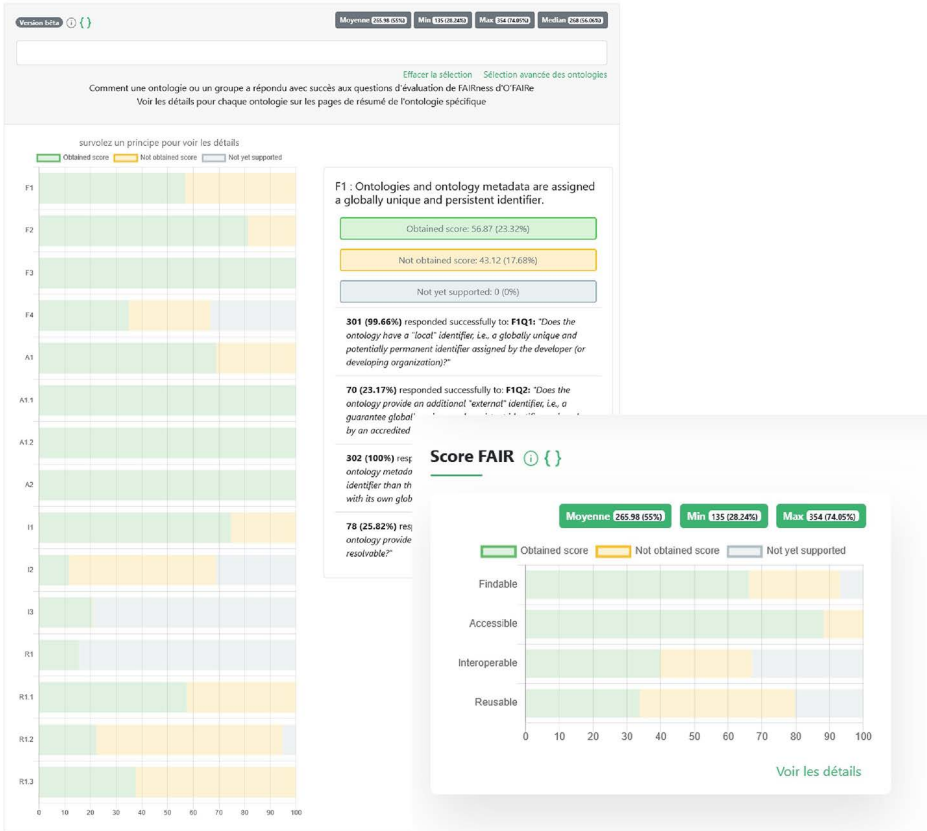 Version bêta { }
Moyenne 265.98 (55%) Min 135 (28.24%) Max 354 (74.05%) Median 268 (56.06%)
Effacer la sélection Sélection avancée des ontologies
Comment une ontologie ou un groupe a répondu avec succès aux questions d'évaluation de FAIRness d'O'FAIRe
Voir les détails pour chaque ontologie sur les pages de résumé de l'ontologie spécifique
survolez un principe pour voir les détails
Obtained score Not obtained score Not yet supported
F1
F2
F3
F4
A1
A1.1
A1.2
A2
I1
I2
I3
R1
R1.1
R1.2
R1.3
0 10 20 30 40 50 60 70 80 90 100
F1 : Ontologies and ontology metadata are assigned
a globally unique and persistent identifier.
Obtained score: 56.87 (23.32%)
Not obtained score: 43.12 (17.68%)
Not yet supported: 0 (0%)
301 (99.66%) responded successfully to: F1Q1: "Does the
ontology have a "local" identifier, i.e., a globally unique and
potentially permanent identifier assigned by the developer (or
developing organization)?"
70 (23.17%) responded successfully to: F1Q2: "Does the
ontology provide an additional "external" identifier, i.e., a
guarantee global
by an accredited
302 (100%) resp
ontology metada
identifier than th
with its own glob
78 (25.82%) res
ontology provide
resolvable?"
Score FAIR { }
Moyenne 265.98 (55%) Min 135 (28.24%) Max 354 (74.05%)
Obtained score Not obtained score Not yet supported
Findable
Accessible
Interoperable
Reusable
0 10 20 30 40 50 60 70 80 90 100
Voir les détails